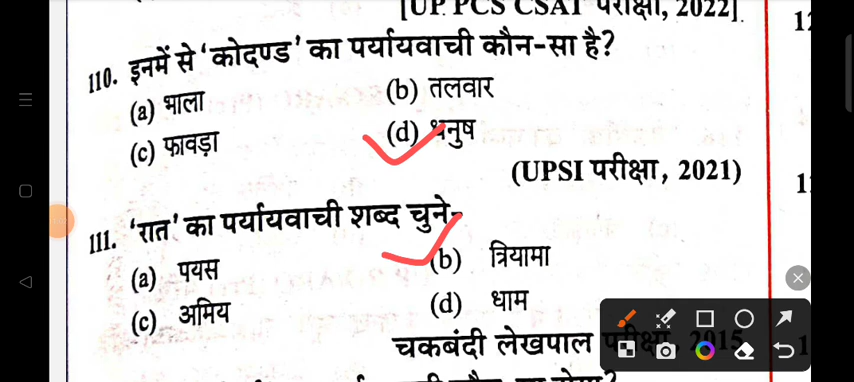 [UP PCS CSAT परीक्षा, 2022]
110. इनमें से 'कोदण्ड' का पर्यायवाची कौन-सा है?
(a) भाला (b) तलवार
(c) फावड़ा (d) धनुष
(UPSI परीक्षा, 2021)
111. 'रात' का पर्यायवाची शब्द चुने-
(a) पयस (b) त्रियामा
(c) अमिय (d) धाम
चकबंदी लेखपाल परीक्षा, 2015